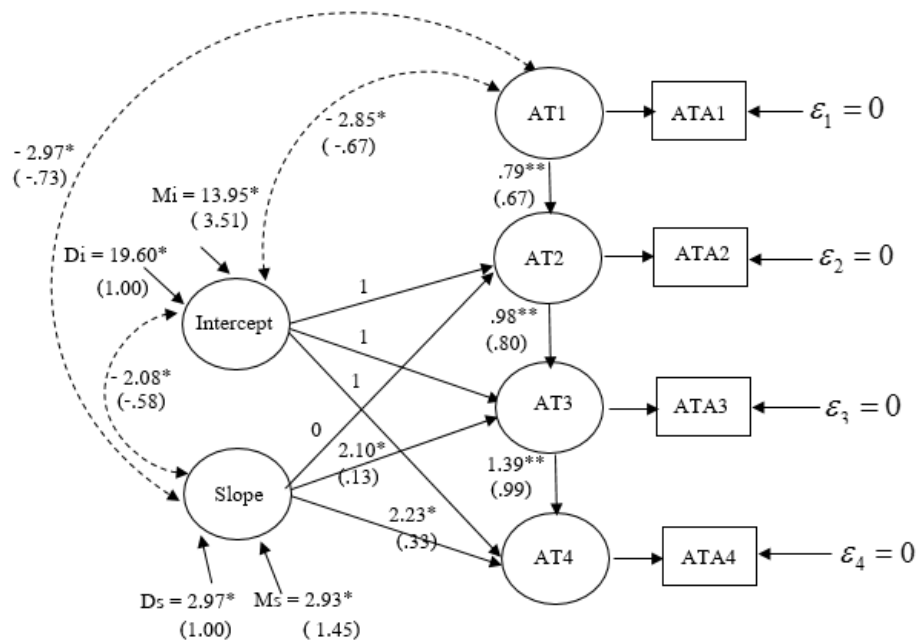 AT1
ATA1
ε₁ = 0
- 2.85*
( -.67)
- 2.97*
( -.73)
.79**
(.67)
Mi = 13.95*
( 3.51)
Di = 19.60*
(1.00)
AT2
ATA2
ε₂ = 0
Intercept
1
.98**
(.80)
1
- 2.08*
(-.58)
1
AT3
ATA3
ε₃ = 0
0
2.10*
(.13)
1.39**
(.99)
Slope
2.23*
(.33)
AT4
ATA4
ε₄ = 0
Ds = 2.97*
(1.00)
Ms = 2.93*
( 1.45)